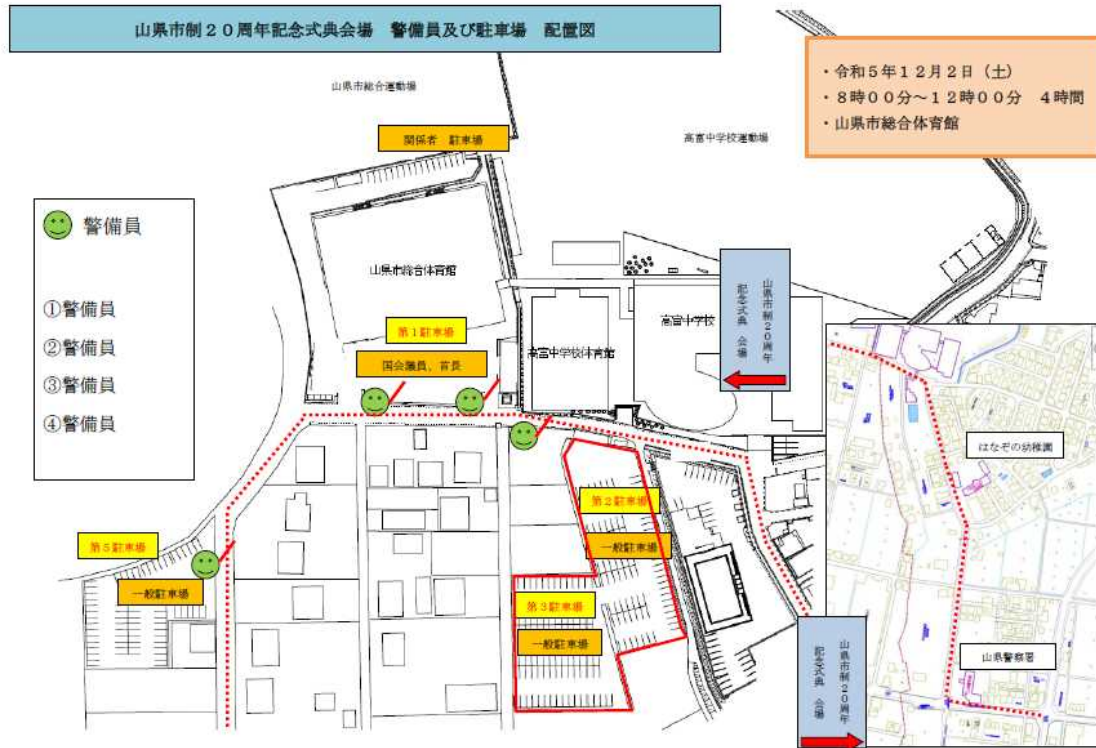 山県市制２０周年記念式典会場　警備員及び駐車場　配置図
・令和５年１２月２日（土）
・８時００分～１２時００分　４時間
・山県市総合体育館
山県市総合運動場
高富中学校運動場
関係者　駐車場
警備員
①警備員
②警備員
③警備員
④警備員
山県市総合体育館
第１駐車場
国会議員、首長
高富中学校体育館
高富中学校
山県市制２０周年
記念式典　会場
はなぞの幼稚園
第２駐車場
一般駐車場
第５駐車場
一般駐車場
第３駐車場
一般駐車場
山県市制２０周年
記念式典　会場
山県警察署